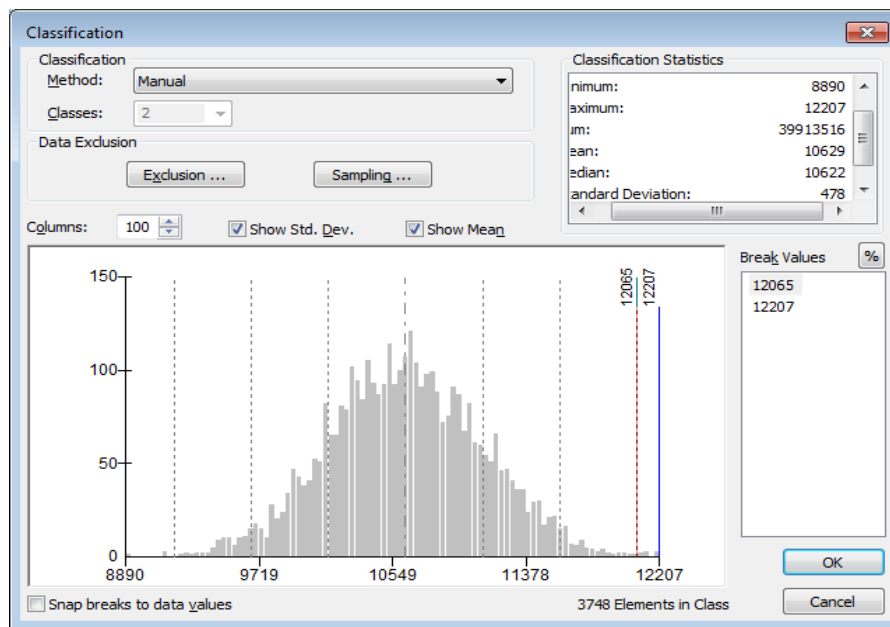 Classification
Classification
Method: Manual
Classes: 2
Data Exclusion
Exclusion ...
Sampling ...
Classification Statistics
nimum: 8890
aximum: 12207
um: 39913516
ean: 10629
edian: 10622
andard Deviation: 478
Columns: 100
Show Std. Dev.
Show Mean
Break Values
%
12065
12207
12065
12207
150
100
50
0
8890
9719
10549
11378
12207
OK
Snap breaks to data values
3748 Elements in Class
Cancel